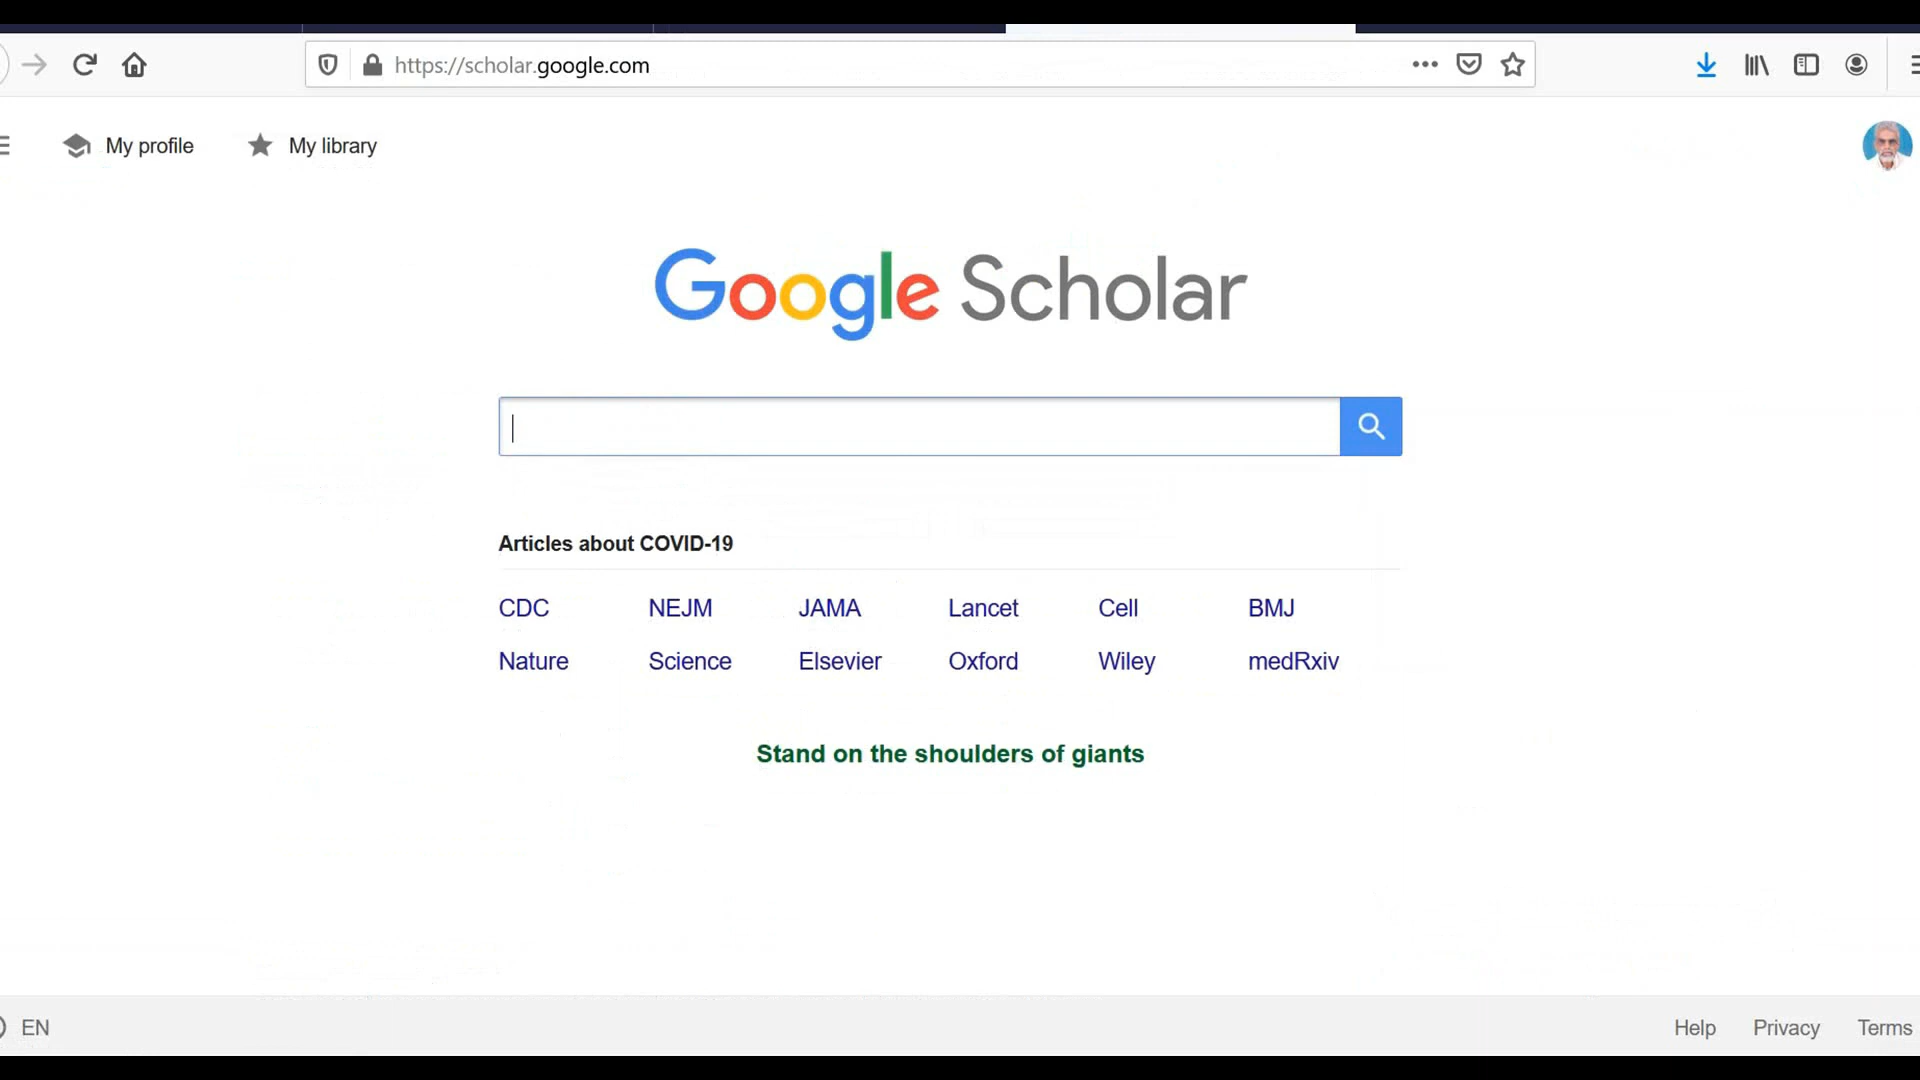 https://scholar.google.com
My profile My library
Google Scholar
Articles about COVID-19
CDC NEJM JAMA Lancet Cell BMJ
Nature Science Elsevier Oxford Wiley medRxiv
Stand on the shoulders of giants
EN Help Privacy Terms